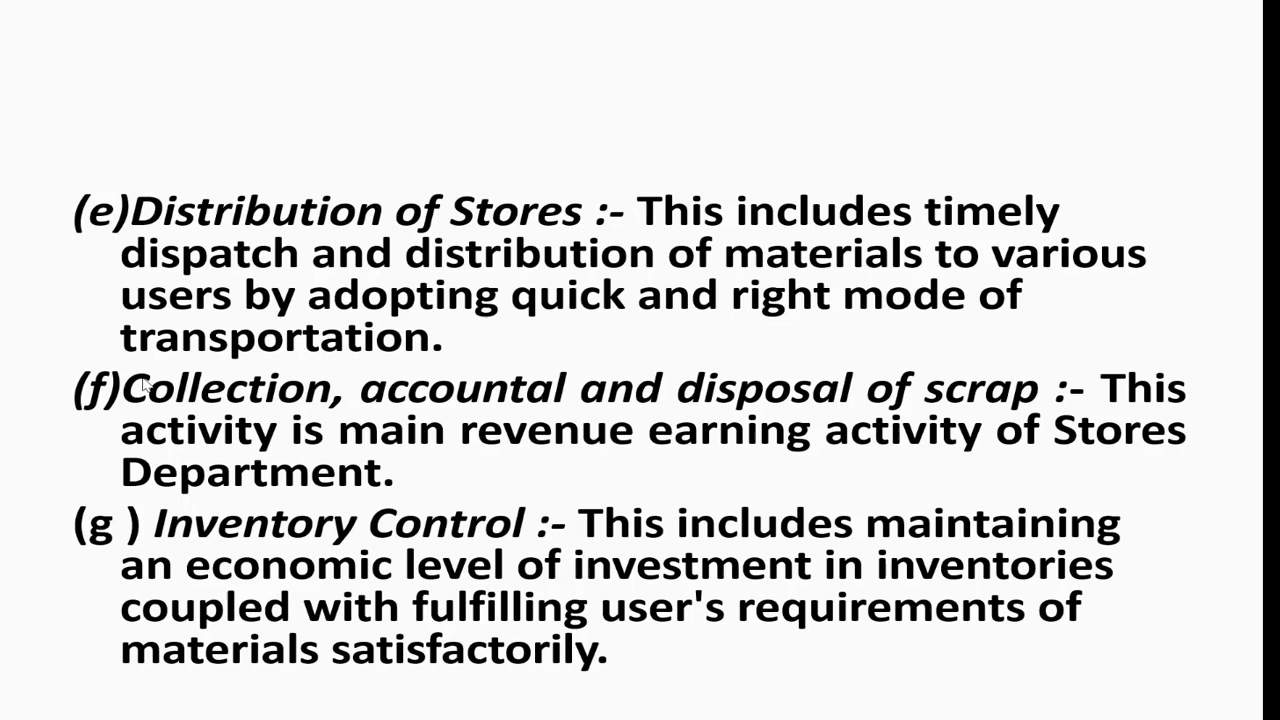 (e)Distribution of Stores :- This includes timely
dispatch and distribution of materials to various
users by adopting quick and right mode of
transportation.
(f)Collection, accountal and disposal of scrap :- This
activity is main revenue earning activity of Stores
Department.
(g ) Inventory Control :- This includes maintaining
an economic level of investment in inventories
coupled with fulfilling user's requirements of
materials satisfactorily.